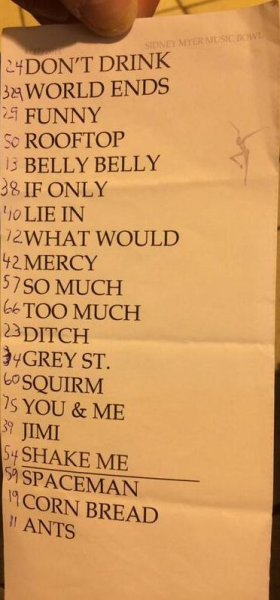 SIDNEY MYER MUSIC BOWL
24 DON'T DRINK
329 WORLD ENDS
29 FUNNY
50 ROOFTOP
13 BELLY BELLY
38 IF ONLY
40 LIE IN
72 WHAT WOULD
42 MERCY
57 SO MUCH
66 TOO MUCH
23 DITCH
34 GREY ST.
60 SQUIRM
75 YOU & ME
39 JIMI
54 SHAKE ME
59 SPACEMAN
19 CORN BREAD
11 ANTS